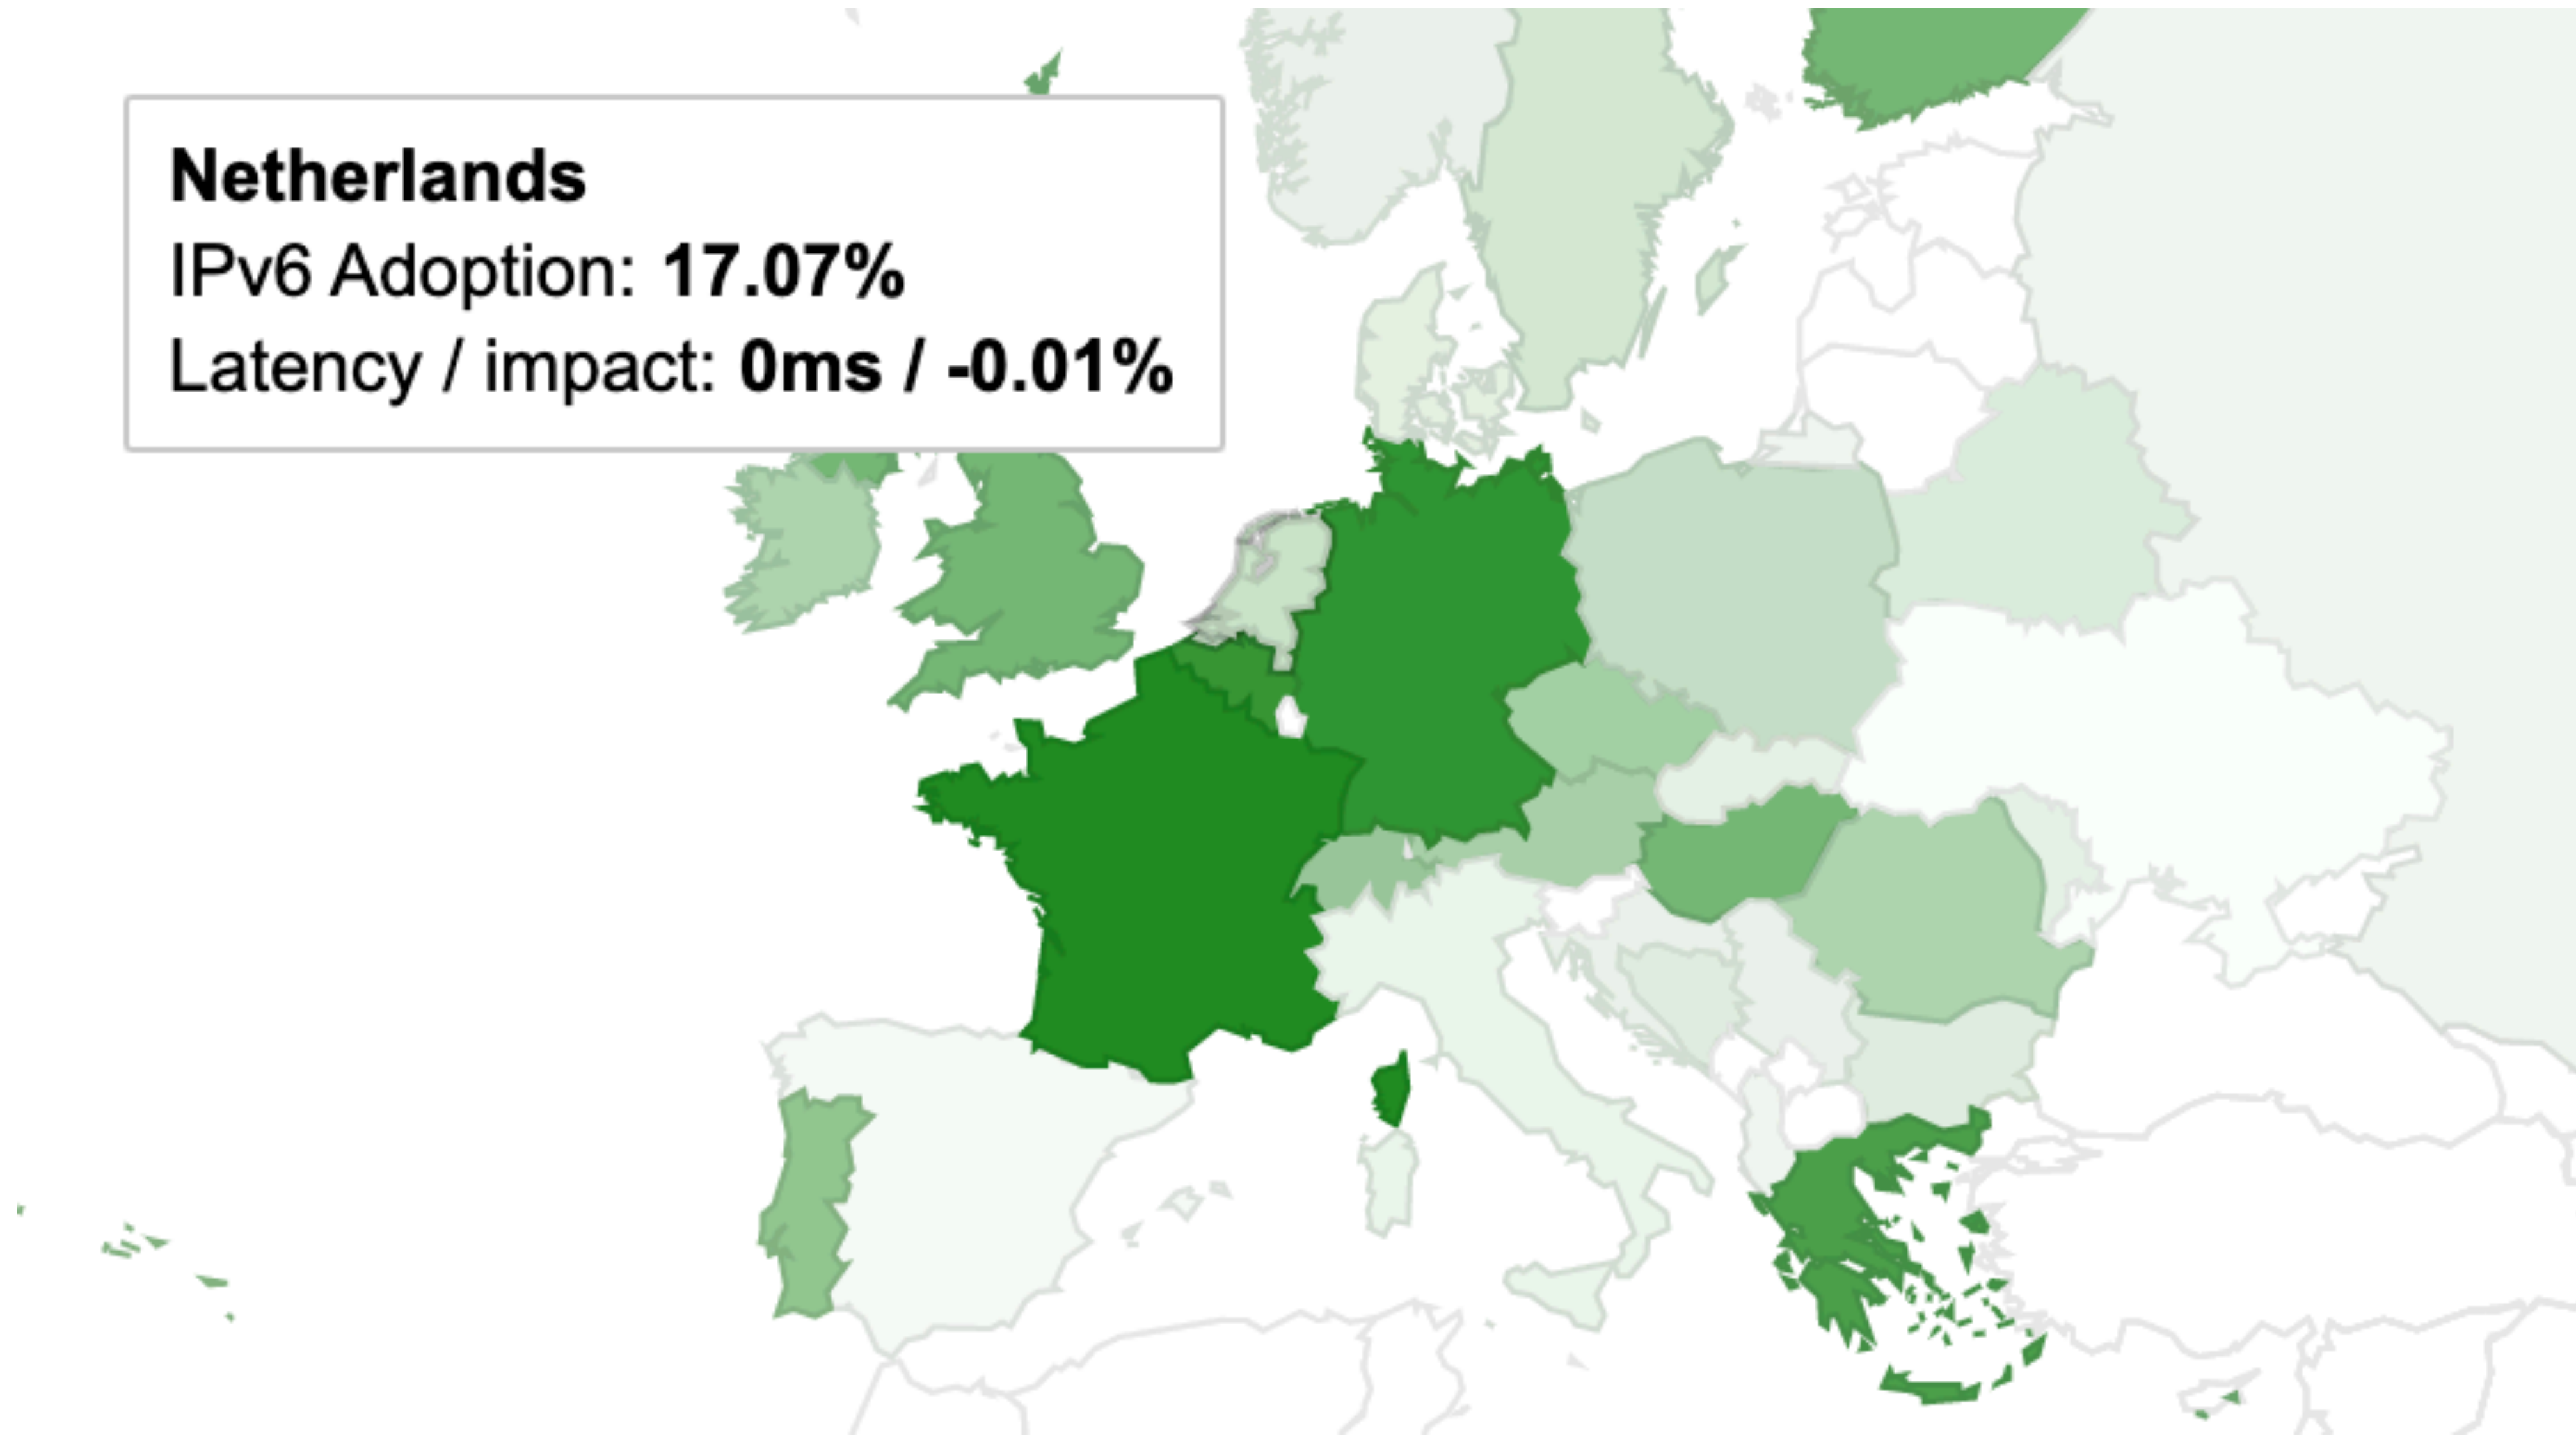 Netherlands
IPv6 Adoption: 17.07%
Latency / impact: 0ms / -0.01%